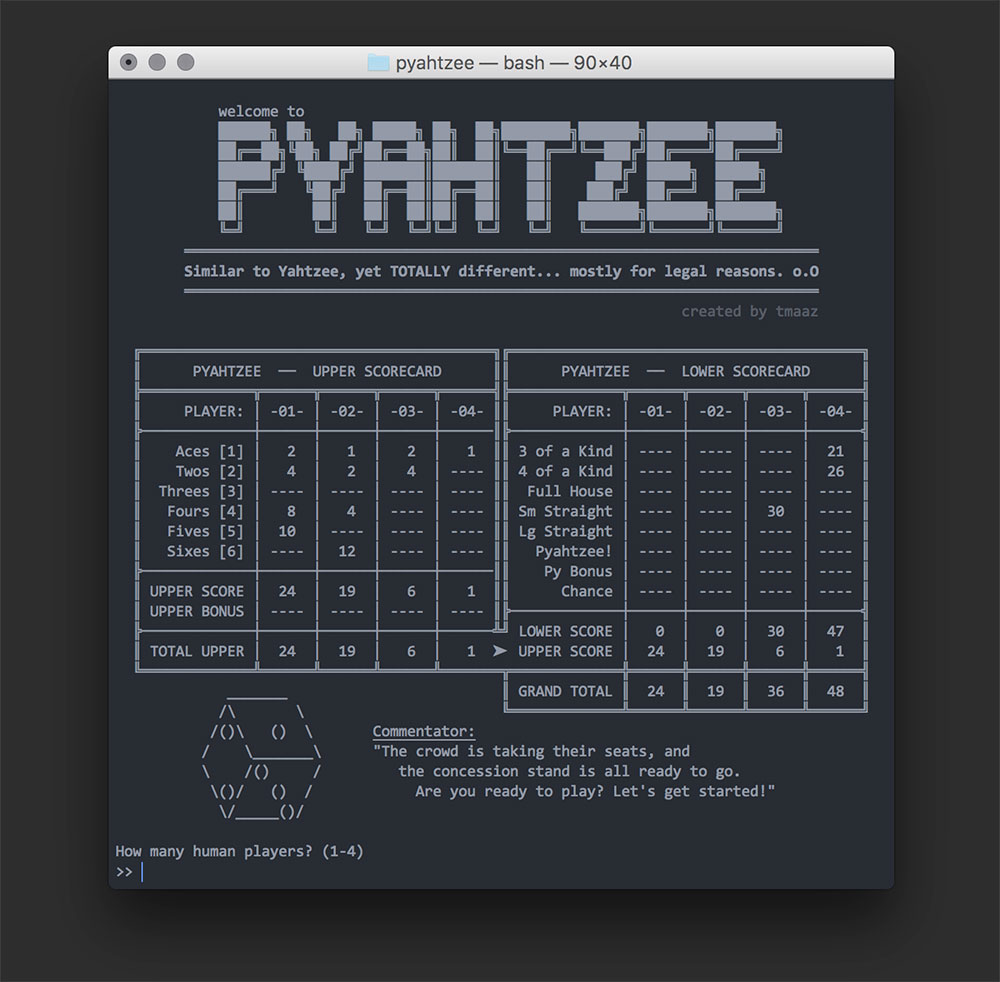 pyahtzee — bash — 90×40
welcome to
PYAHTZEE
Similar to Yahtzee, yet TOTALLY different... mostly for legal reasons. o.O
created by tmaaz
PYAHTZEE — UPPER SCORECARD
PLAYER: -01- -02- -03- -04-
Aces [1] 2 1 2 1
Twos [2] 4 2 4 ----
Threes [3] ---- ---- ---- ----
Fours [4] 8 4 ---- ----
Fives [5] 10 ---- ---- ----
Sixes [6] ---- 12 ---- ----
UPPER SCORE 24 19 6 1
UPPER BONUS ---- ---- ---- ----
TOTAL UPPER 24 19 6 1 ➤
PYAHTZEE — LOWER SCORECARD
PLAYER: -01- -02- -03- -04-
3 of a Kind ---- ---- ---- 21
4 of a Kind ---- ---- ---- 26
Full House ---- ---- ---- ----
Sm Straight ---- ---- 30 ----
Lg Straight ---- ---- ---- ----
Pyahtzee! ---- ---- ---- ----
Py Bonus ---- ---- ---- ----
Chance ---- ---- ---- ----
LOWER SCORE 0 0 30 47
UPPER SCORE 24 19 6 1
GRAND TOTAL 24 19 36 48
Commentator:
"The crowd is taking their seats, and
the concession stand is all ready to go.
Are you ready to play? Let's get started!"
How many human players? (1-4)
>>